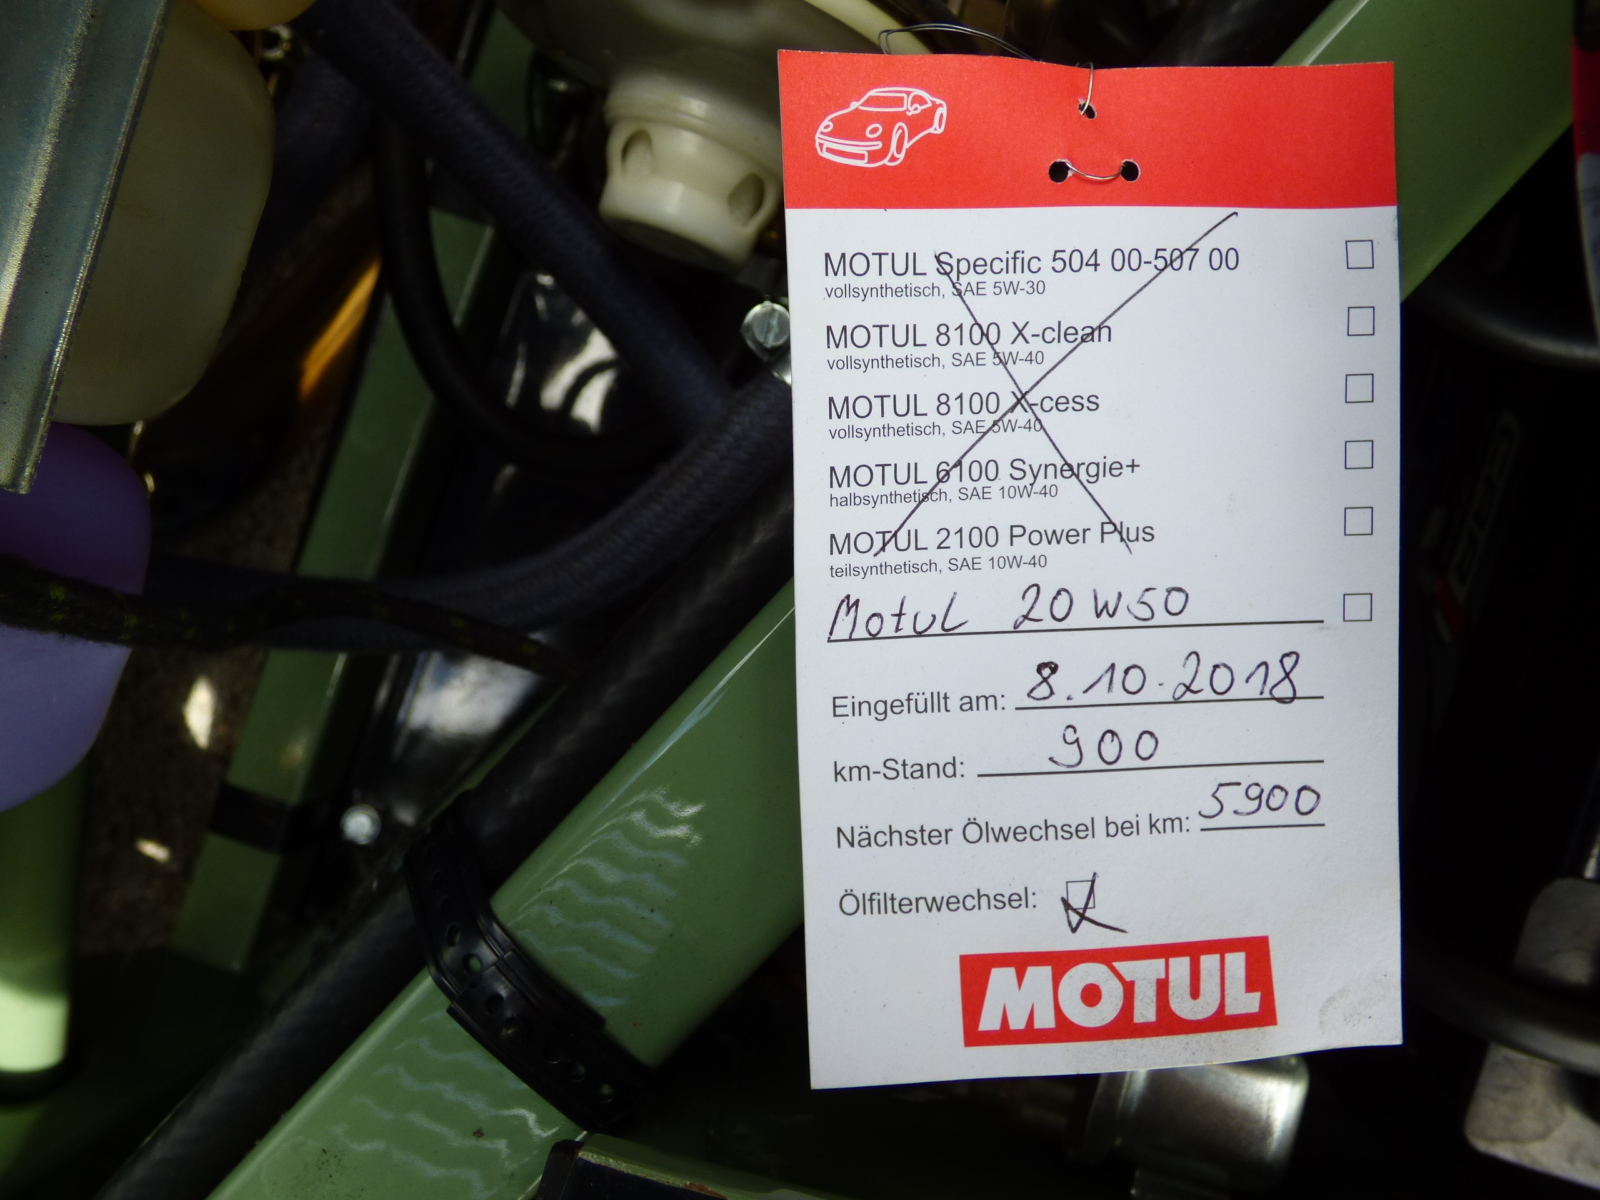 MOTUL Specific 504 00-507 00
vollsynthetisch, SAE 5W-30
MOTUL 8100 X-clean
vollsynthetisch, SAE 5W-40
MOTUL 8100 X-cess
vollsynthetisch, SAE 5W-40
MOTUL 6100 Synergie+
halbsynthetisch, SAE 10W-40
MOTUL 2100 Power Plus
teilsynthetisch, SAE 10W-40
Motul 20W50
Eingefüllt am: 8.10.2018
km-Stand: 900
Nächster Ölwechsel bei km: 5900
Ölfilterwechsel:
MOTUL